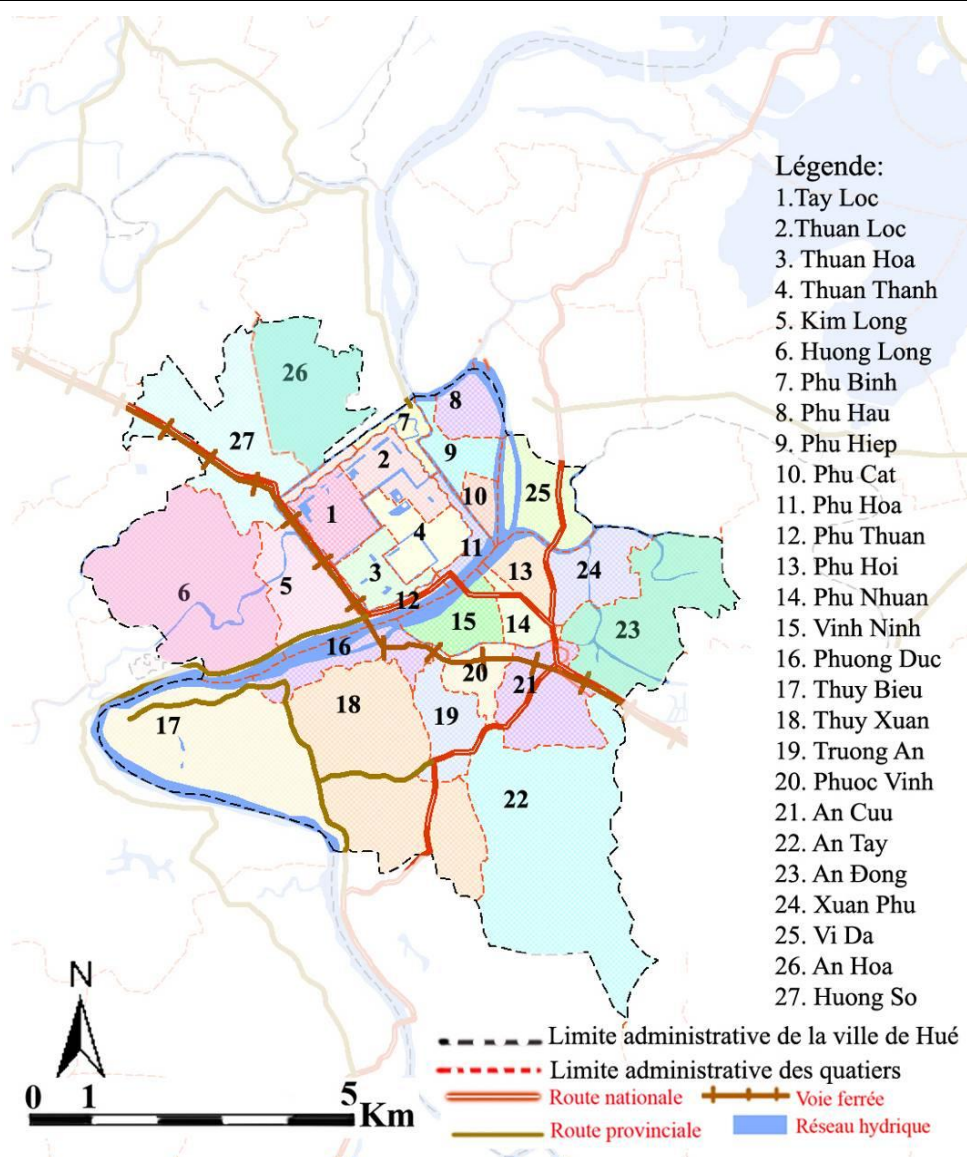 Légende:
1.Tay Loc
2.Thuan Loc
3. Thuan Hoa
4. Thuan Thanh
5. Kim Long
6. Huong Long
7. Phu Binh
8. Phu Hau
9. Phu Hiep
10. Phu Cat
11. Phu Hoa
12. Phu Thuan
13. Phu Hoi
14. Phu Nhuan
15. Vinh Ninh
16. Phuong Duc
17. Thuy Bieu
18. Thuy Xuan
19. Truong An
20. Phuoc Vinh
21. An Cuu
22. An Tay
23. An Đong
24. Xuan Phu
25. Vi Da
26. An Hoa
27. Huong So
26
8
7
27
9
2
25
10
1
4
11
24
13
3
5
6
12
15
14
23
16
20
21
18
19
17
22
N
0 1 5 Km
Limite administrative de la ville de Hué
Limite administrative des quatiers
Route nationale
Voie ferrée
Route provinciale
Réseau hydrique